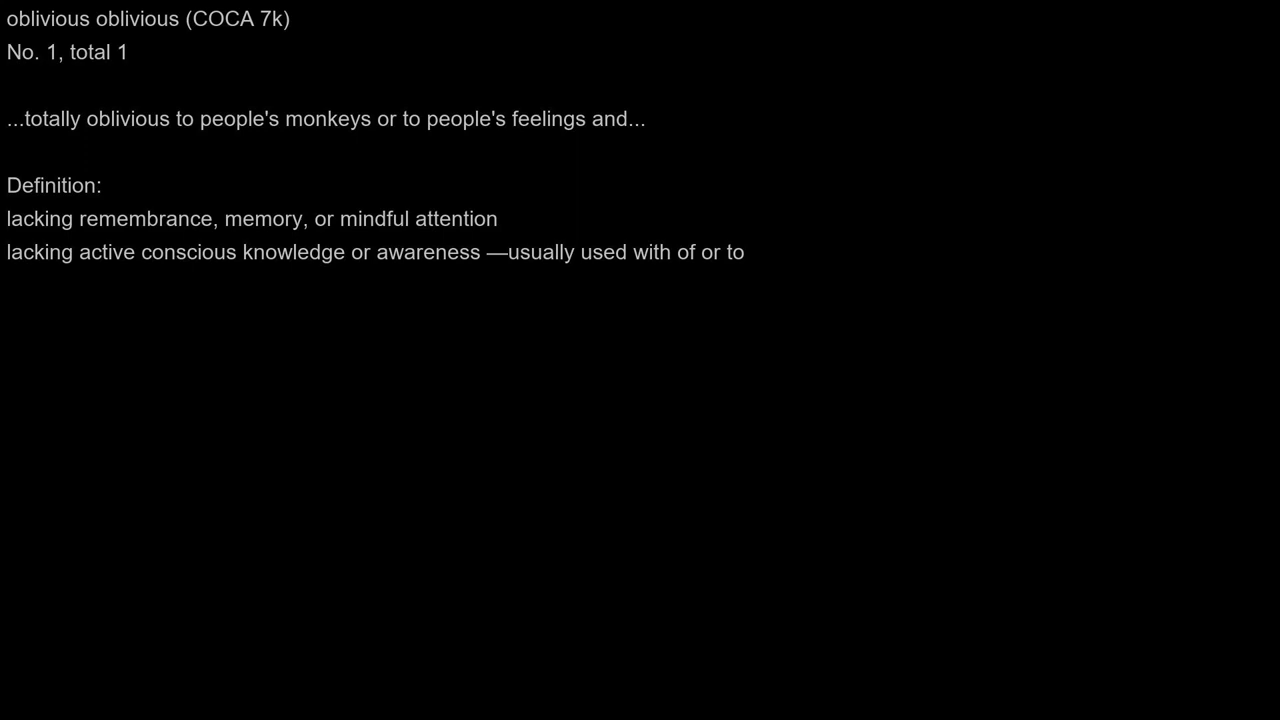 oblivious oblivious (COCA 7k)
No. 1, total 1
...totally oblivious to people's monkeys or to people's feelings and...
Definition:
lacking remembrance, memory, or mindful attention
lacking active conscious knowledge or awareness —usually used with of or to